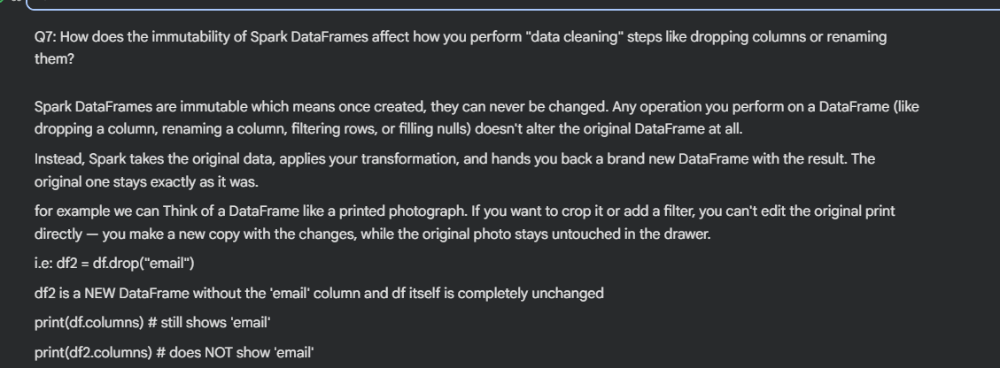 Q7: How does the immutability of Spark DataFrames affect how you perform "data cleaning" steps like dropping columns or renaming
them?
Spark DataFrames are immutable which means once created, they can never be changed. Any operation you perform on a DataFrame (like
dropping a column, renaming a column, filtering rows, or filling nulls) doesn't alter the original DataFrame at all.
Instead, Spark takes the original data, applies your transformation, and hands you back a brand new DataFrame with the result. The
original one stays exactly as it was.
for example we can Think of a DataFrame like a printed photograph. If you want to crop it or add a filter, you can't edit the original print
directly — you make a new copy with the changes, while the original photo stays untouched in the drawer.
i.e: df2 = df.drop("email")
df2 is a NEW DataFrame without the 'email' column and df itself is completely unchanged
print(df.columns) # still shows 'email'
print(df2.columns) # does NOT show 'email'